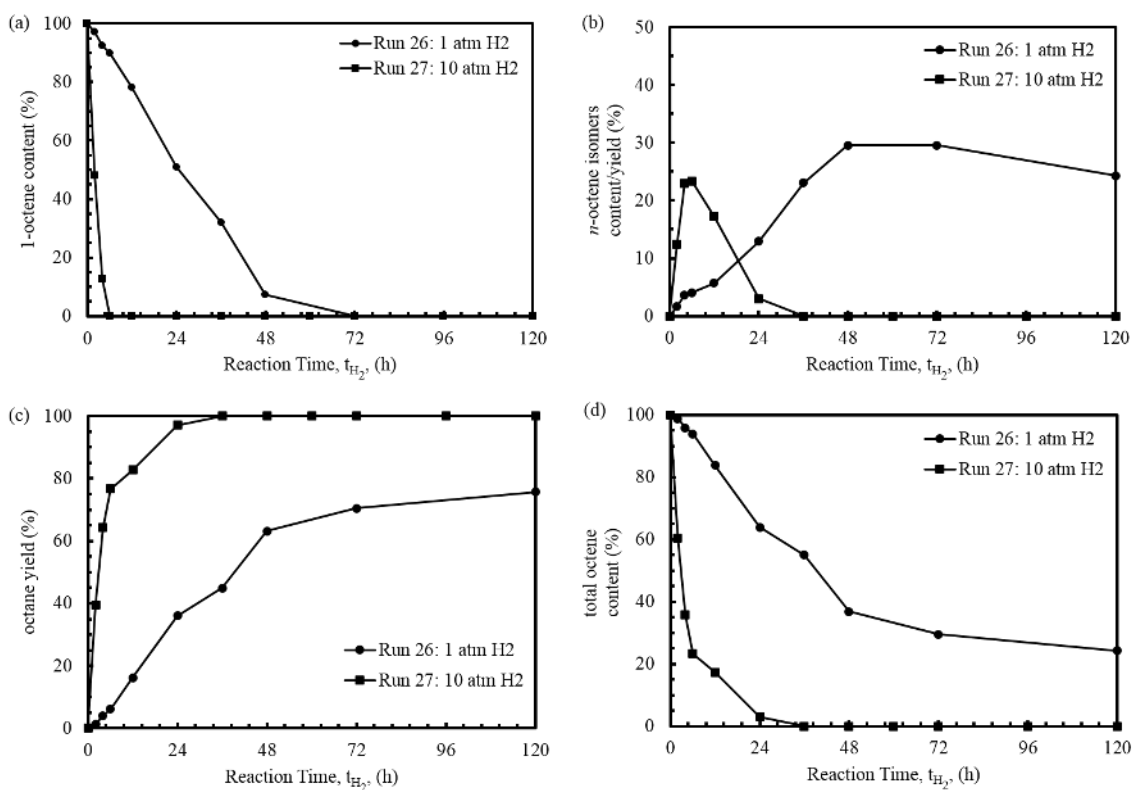 (a)
100
80
60
40
20
0
1-octene content (%)
Run 26: 1 atm H2
Run 27: 10 atm H2
0 24 48 72 96 120
Reaction Time, t_H₂, (h)
(b)
50
40
30
20
10
0
n-octene isomers
content/yield (%)
Run 26: 1 atm H2
Run 27: 10 atm H2
0 24 48 72 96 120
Reaction Time, t_H₂, (h)
(c)
100
80
60
40
20
0
octane yield (%)
Run 26: 1 atm H2
Run 27: 10 atm H2
0 24 48 72 96 120
Reaction Time, t_H₂, (h)
(d)
100
80
60
40
20
0
total octene
content (%)
Run 26: 1 atm H2
Run 27: 10 atm H2
0 24 48 72 96 120
Reaction Time, t_H₂, (h)